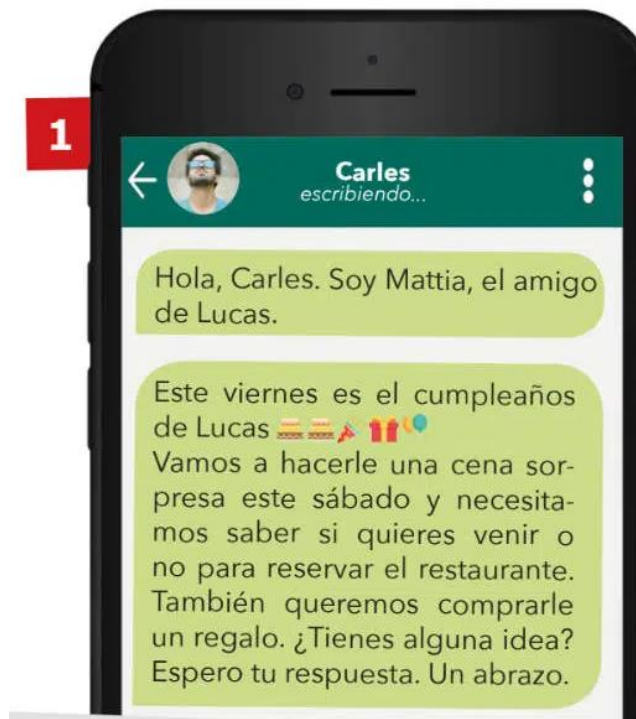 1
Carles
escribiendo...
Hola, Carles. Soy Mattia, el amigo
de Lucas.
Este viernes es el cumpleaños
de Lucas 🎂🎂🎉🎁🎈
Vamos a hacerle una cena sor-
presa este sábado y necesita-
mos saber si quieres venir o
no para reservar el restaurante.
También queremos comprarle
un regalo. ¿Tienes alguna idea?
Espero tu respuesta. Un abrazo.